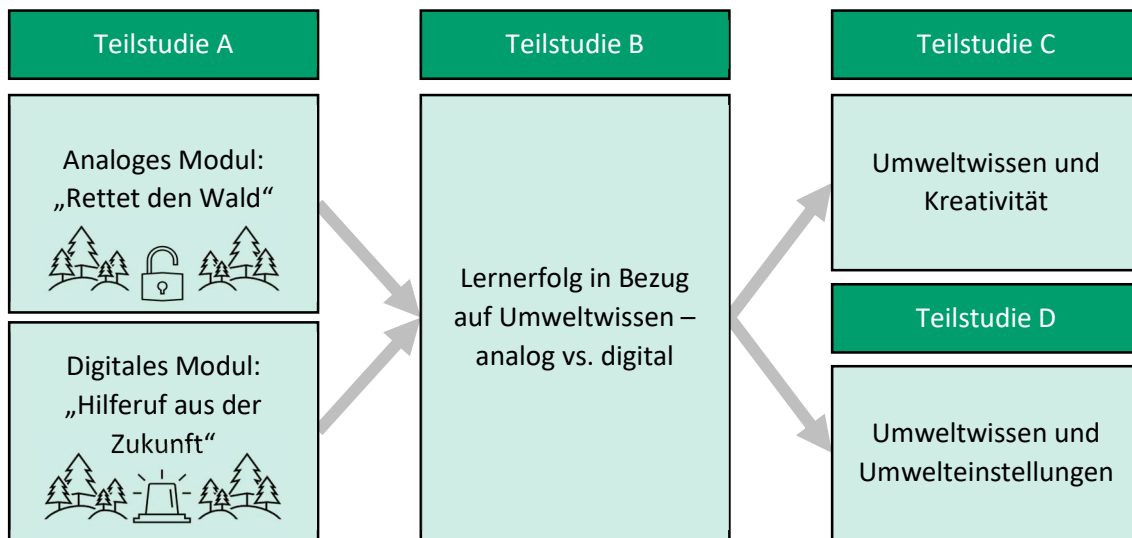 Teilstudie A
Analoges Modul:
„Rettet den Wald“
Digitales Modul:
„Hilferuf aus der
Zukunft“
Teilstudie B
Lernerfolg in Bezug
auf Umweltwissen –
analog vs. digital
Teilstudie C
Umweltwissen und
Kreativität
Teilstudie D
Umweltwissen und
Umwelteinstellungen